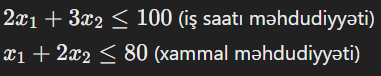 2x₁ + 3x₂ ≤ 100 (iş saatı məhdudiyyəti)
x₁ + 2x₂ ≤ 80 (xammal məhdudiyyəti)